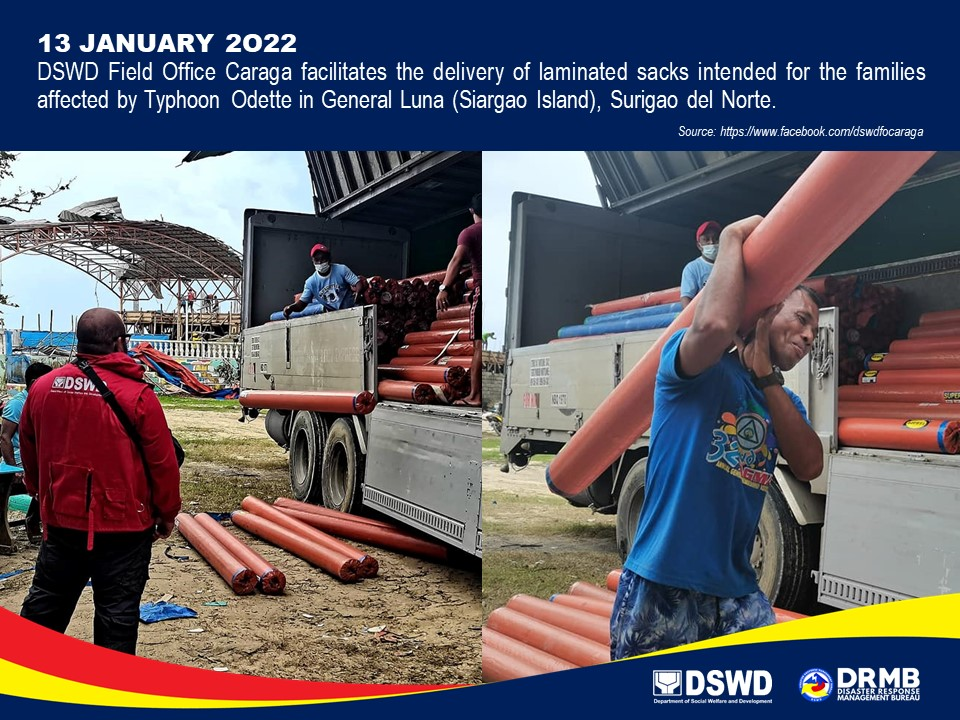 13 JANUARY 2022
DSWD Field Office Caraga facilitates the delivery of laminated sacks intended for the families
affected by Typhoon Odette in General Luna (Siargao Island), Surigao del Norte.
Source: https://www.facebook.com/dswdfocaraga
DSWD
SUPER
DSWD
Department of Social Welfare and Development
DRMB
DISASTER RESPONSE
MANAGEMENT BUREAU